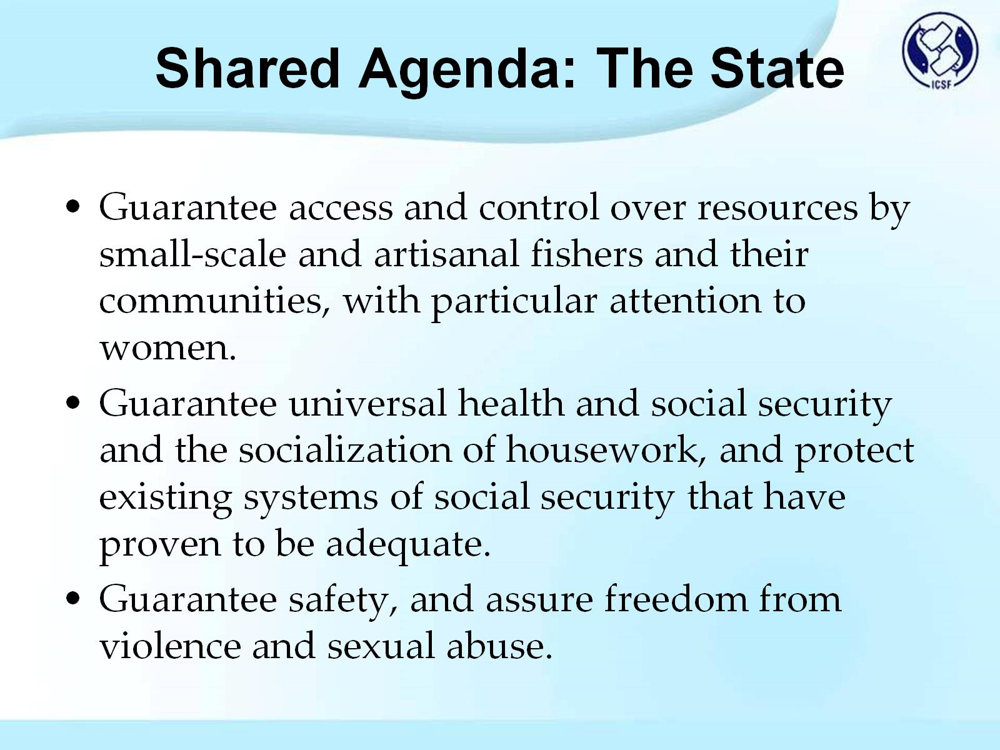 Shared Agenda: The State
ICSF
• Guarantee access and control over resources by
small-scale and artisanal fishers and their
communities, with particular attention to
women.
• Guarantee universal health and social security
and the socialization of housework, and protect
existing systems of social security that have
proven to be adequate.
• Guarantee safety, and assure freedom from
violence and sexual abuse.